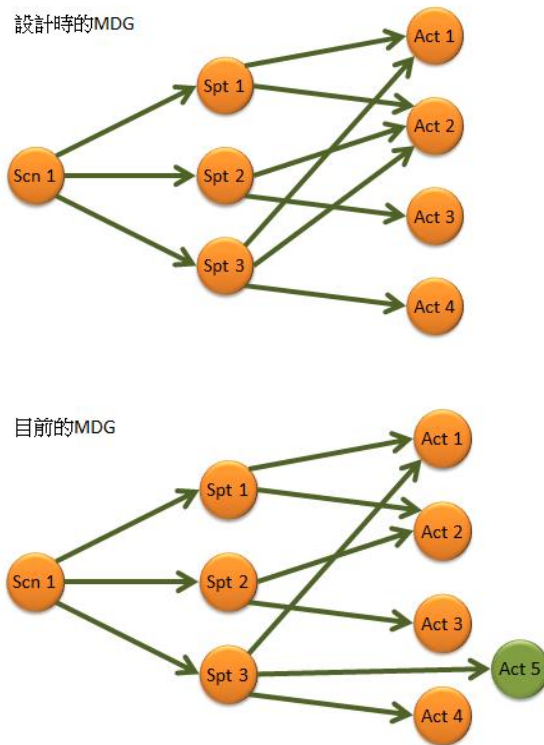 設計時的MDG
Act 1
Spt 1
Act 2
Scn 1
Spt 2
Act 3
Spt 3
Act 4
目前的MDG
Act 1
Spt 1
Act 2
Scn 1
Spt 2
Act 3
Spt 3
Act 5
Act 4